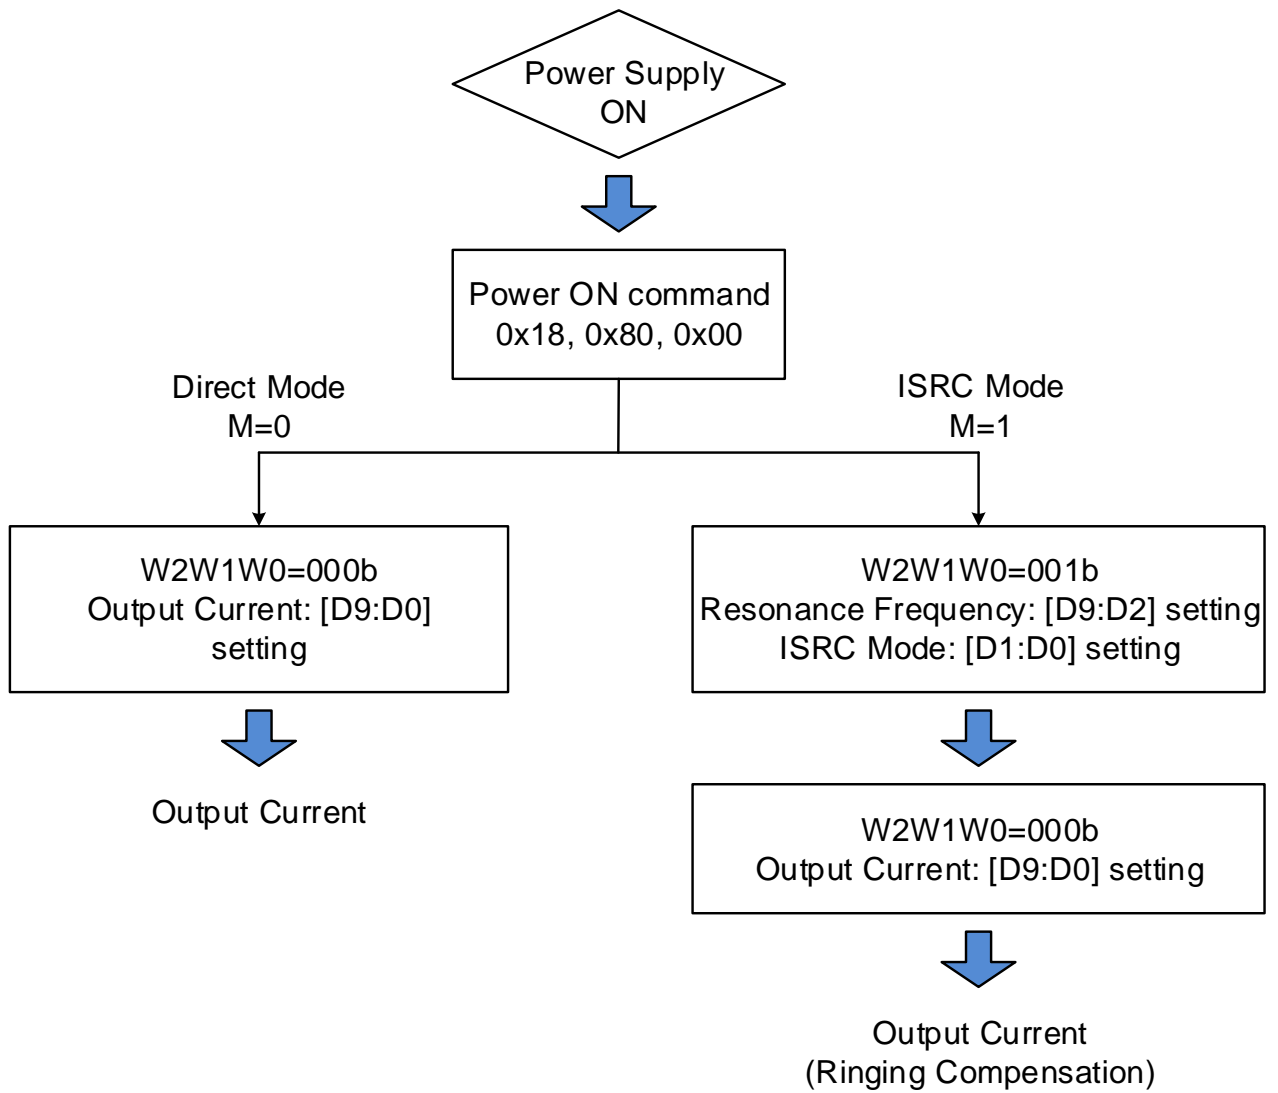 Power Supply
ON
Power ON command
0x18, 0x80, 0x00
Direct Mode
M=0
ISRC Mode
M=1
W2W1W0=000b
Output Current: [D9:D0]
setting
W2W1W0=001b
Resonance Frequency: [D9:D2] setting
ISRC Mode: [D1:D0] setting
Output Current
W2W1W0=000b
Output Current: [D9:D0] setting
Output Current
(Ringing Compensation)